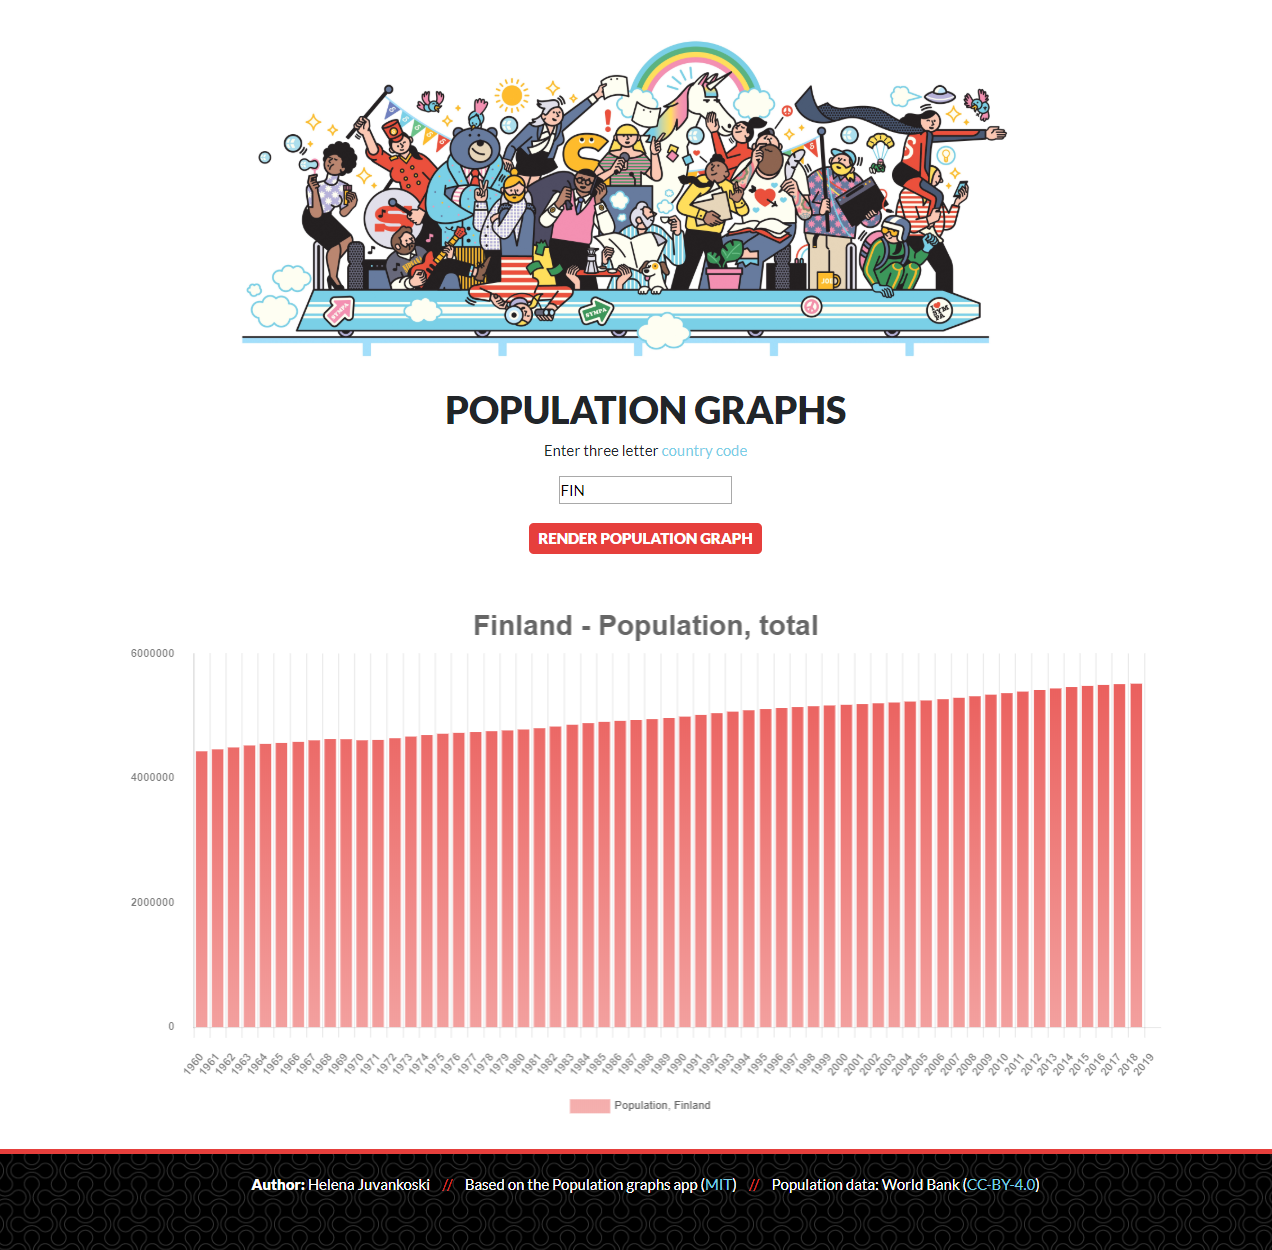 SYMPA
SYMPA
I ♥ SYMPA
JOE
POPULATION GRAPHS
Enter three letter country code
FIN
RENDER POPULATION GRAPH
Finland - Population, total
6000000
4000000
2000000
0
1960 1961 1962 1963 1964 1965 1966 1967 1968 1969 1970 1971 1972 1973 1974 1975 1976 1977 1978 1979 1980 1981 1982 1983 1984 1985 1986 1987 1988 1989 1990 1991 1992 1993 1994 1995 1996 1997 1998 1999 2000 2001 2002 2003 2004 2005 2006 2007 2008 2009 2010 2011 2012 2013 2014 2015 2016 2017 2018 2019
Population, Finland
Author: Helena Juvankoski // Based on the Population graphs app (MIT) // Population data: World Bank (CC-BY-4.0)